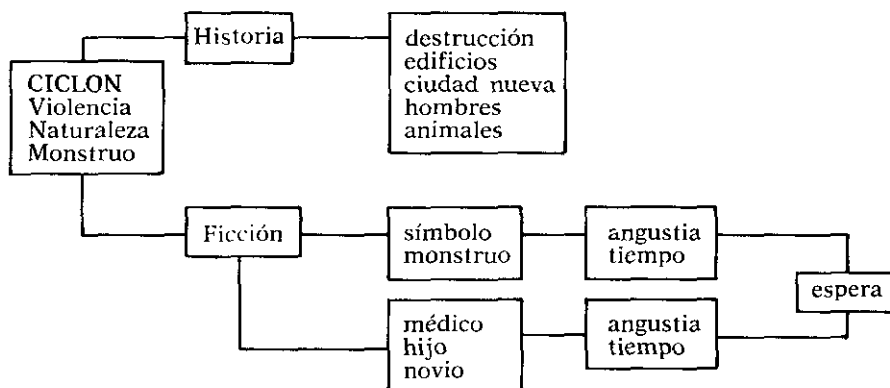 Historia
destrucción
edificios
ciudad nueva
hombres
animales
CICLON
Violencia
Naturaleza
Monstruo
Ficción
símbolo
monstruo
angustia
tiempo
espera
médico
hijo
novio
angustia
tiempo